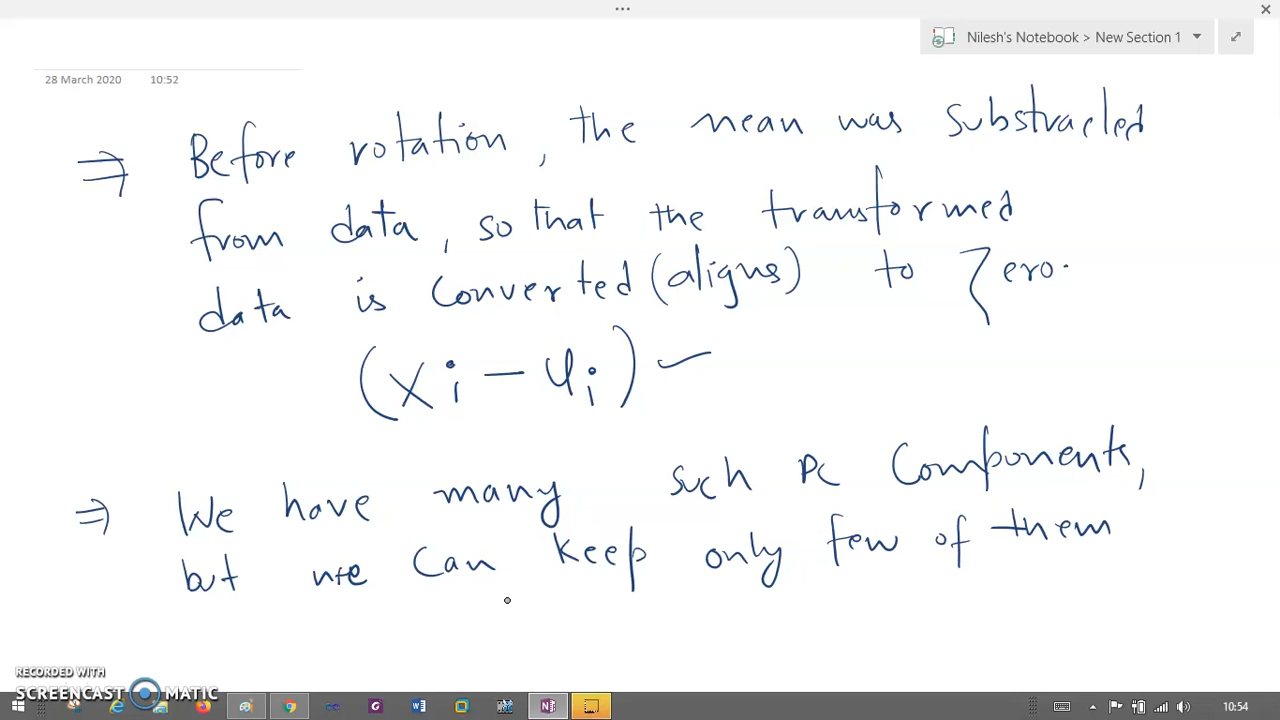 Nilesh's Notebook > New Section 1
28 March 2020 10:52
⇒ Before rotation, the mean was substracted
from data, so that the transformed
data is converted (aligns) to zero.
(xi - μi)
⇒ We have many such PC Components,
but we can keep only few of them
RECORDED WITH
SCREENCAST MATIC
10:54